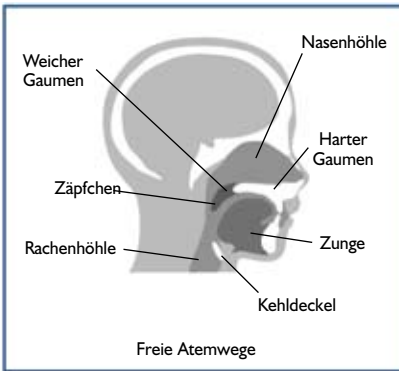 Nasenhöhle
Weicher
Gaumen
Harter
Gaumen
Zäpfchen
Rachenhöhle
Zunge
Kehldeckel
Freie Atemwege